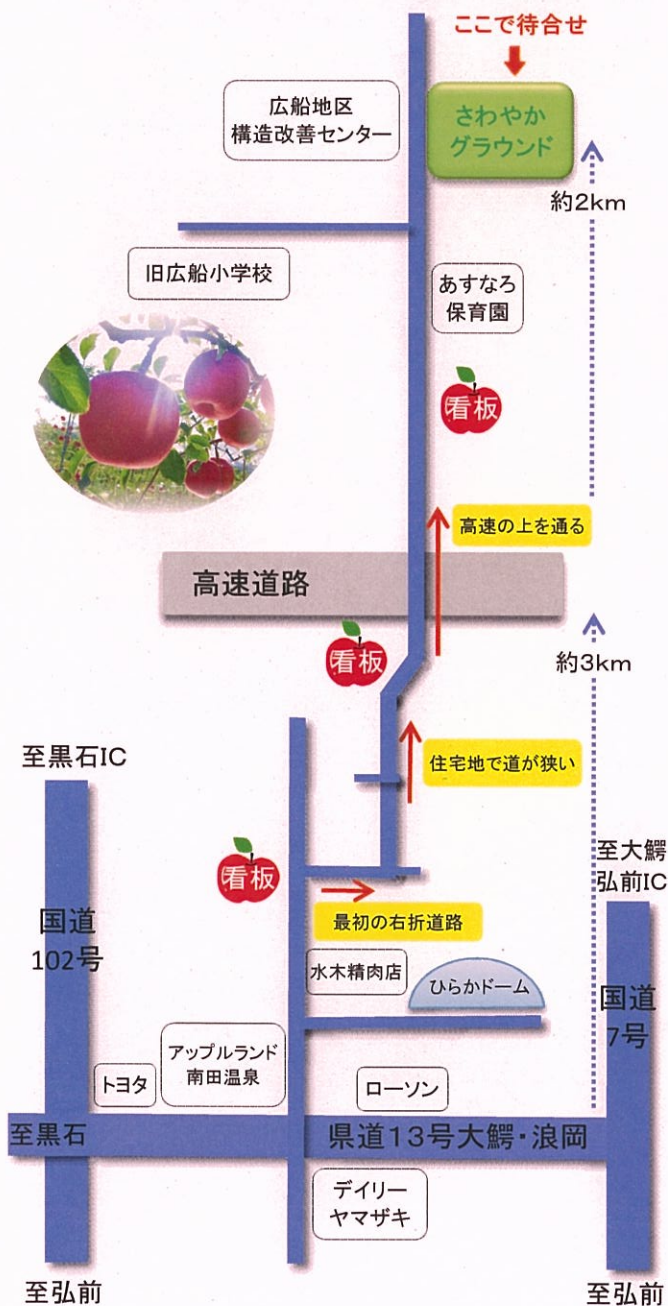 ここで待合せ
広船地区
構造改善センター
さわやか
グラウンド
約2km
旧広船小学校
あすなろ
保育園
看板
高速の上を通る
高速道路
看板
約3km
至黒石IC
住宅地で道が狭い
看板
至大鰐
弘前IC
最初の右折道路
国道
102号
水木精肉店
ひらかドーム
国道
7号
アップルランド
南田温泉
トヨタ
ローソン
至黒石
県道13号大鰐・浪岡
デイリー
ヤマザキ
至弘前
至弘前